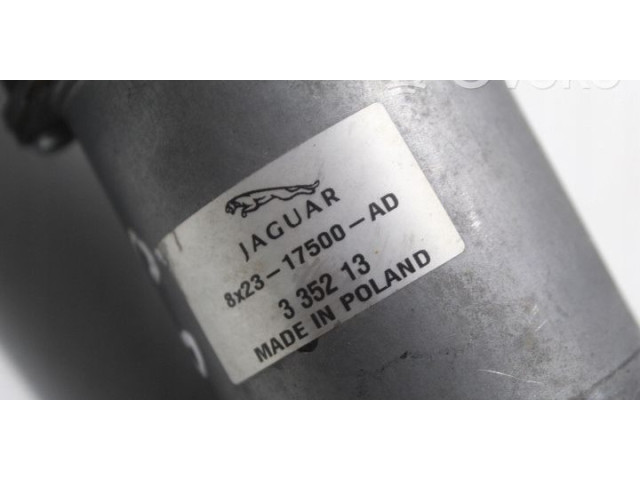 JAGUAR
8x23-17500-AD
3 352 13
MADE IN POLAND